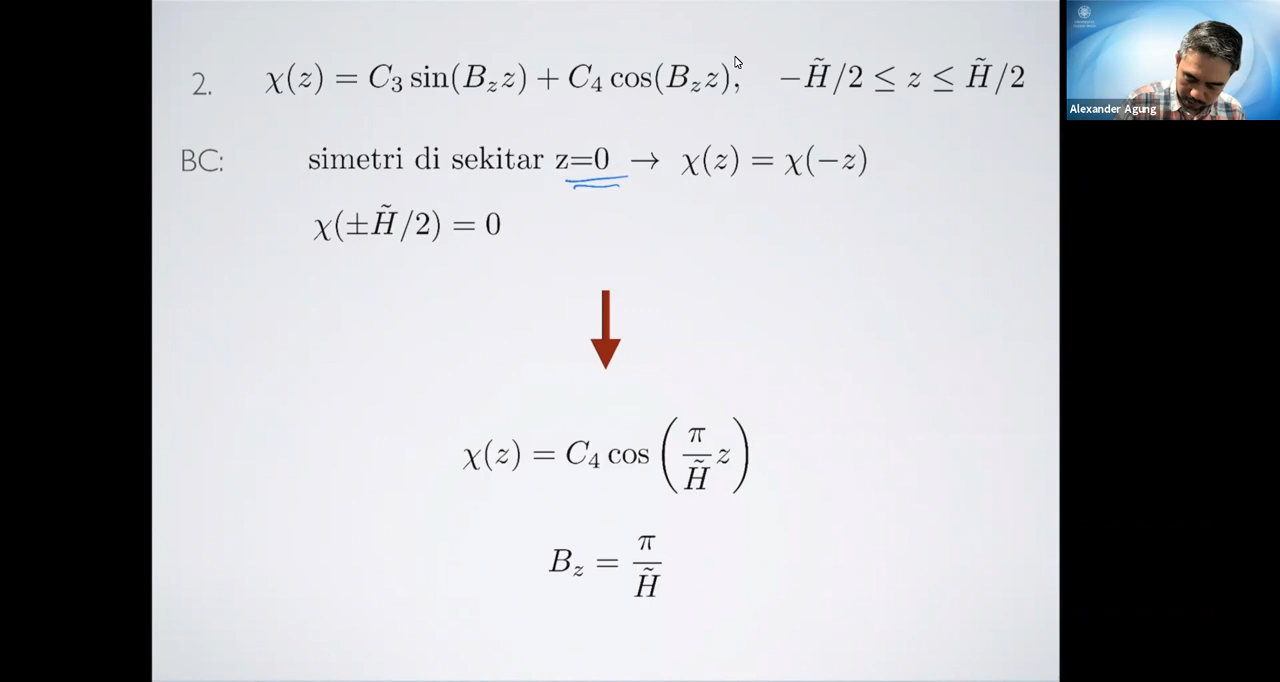 2. χ(z) = C₃ sin(B_z z) + C₄ cos(B_z z), −H̃/2 ≤ z ≤ H̃/2
BC: simetri di sekitar z=0 → χ(z) = χ(−z)
χ(±H̃/2) = 0
χ(z) = C₄ cos(π/H̃ z)
B_z = π/H̃
Alexander Agung